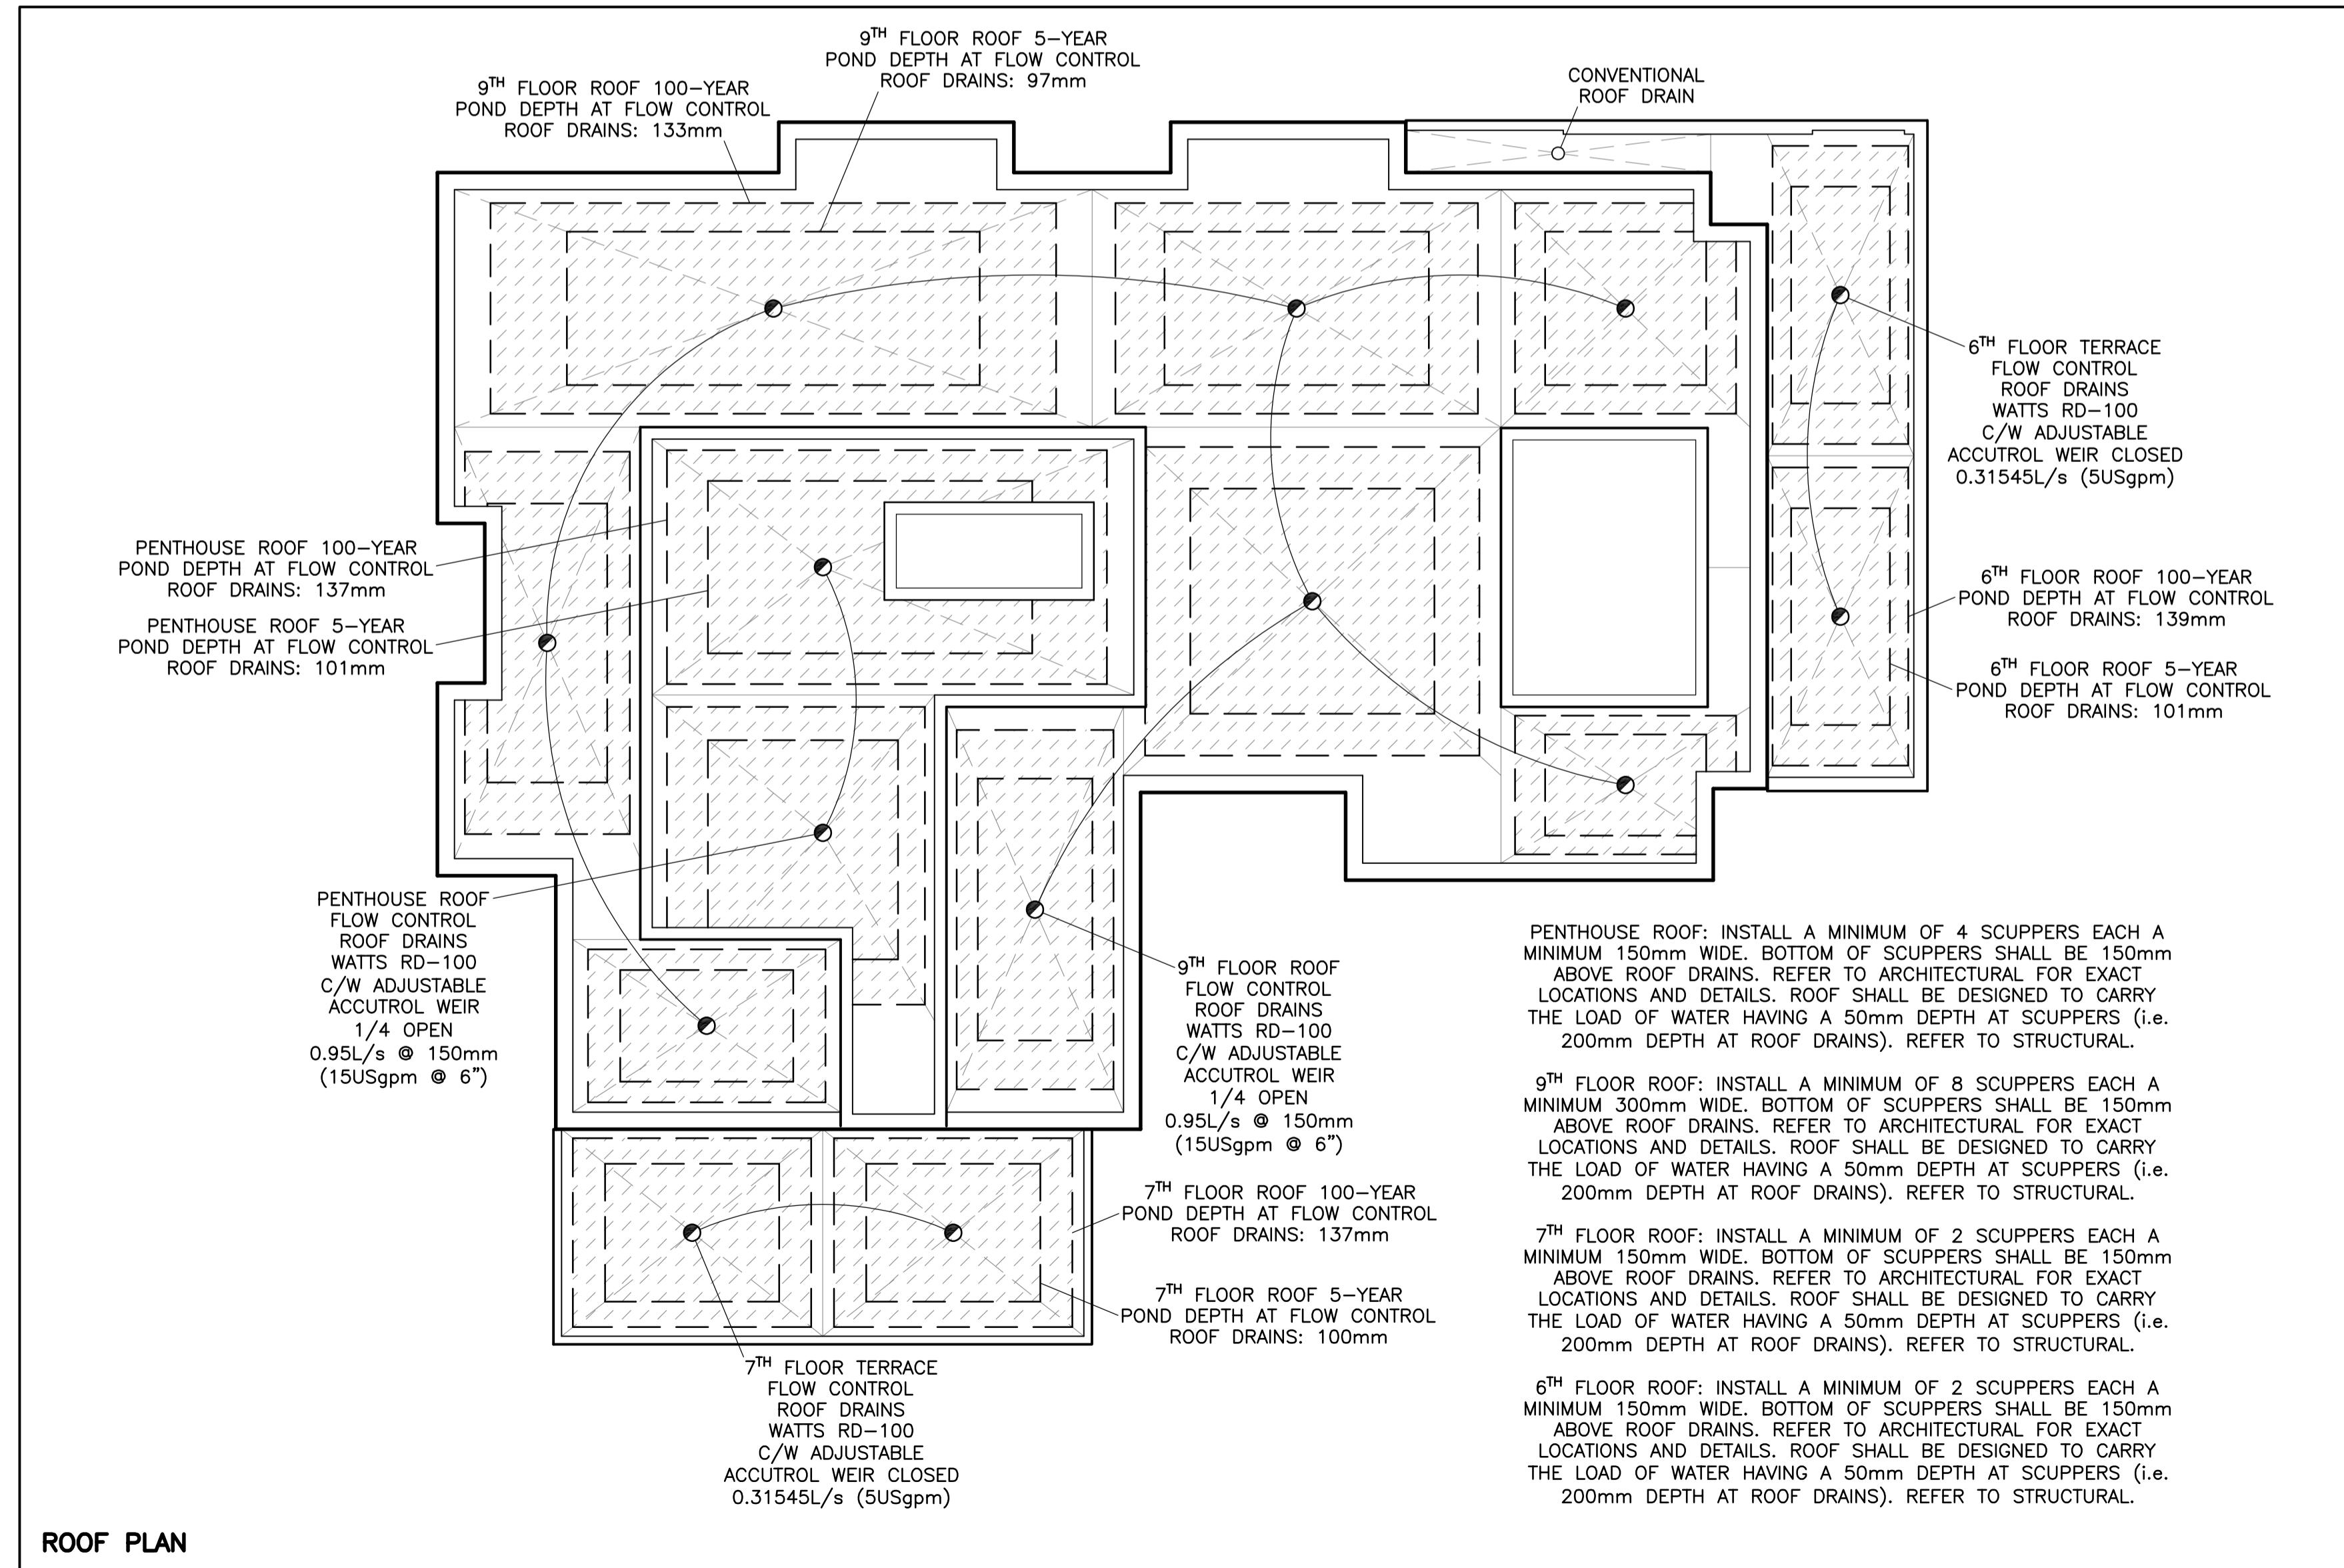 9TH FLOOR ROOF 5-YEAR
POND DEPTH AT FLOW CONTROL
ROOF DRAINS: 97mm
9TH FLOOR ROOF 100-YEAR
POND DEPTH AT FLOW CONTROL
ROOF DRAINS: 133mm
CONVENTIONAL
ROOF DRAIN
6TH FLOOR TERRACE
FLOW CONTROL
ROOF DRAINS
WATTS RD-100
C/W ADJUSTABLE
ACCUTROL WEIR CLOSED
0.31545L/s (5USgpm)
PENTHOUSE ROOF 100-YEAR
POND DEPTH AT FLOW CONTROL
ROOF DRAINS: 137mm
PENTHOUSE ROOF 5-YEAR
POND DEPTH AT FLOW CONTROL
ROOF DRAINS: 101mm
6TH FLOOR ROOF 100-YEAR
POND DEPTH AT FLOW CONTROL
ROOF DRAINS: 139mm
6TH FLOOR ROOF 5-YEAR
POND DEPTH AT FLOW CONTROL
ROOF DRAINS: 101mm
PENTHOUSE ROOF
FLOW CONTROL
ROOF DRAINS
WATTS RD-100
C/W ADJUSTABLE
ACCUTROL WEIR
1/4 OPEN
0.95L/s @ 150mm
(15USgpm @ 6")
9TH FLOOR ROOF
FLOW CONTROL
ROOF DRAINS
WATTS RD-100
C/W ADJUSTABLE
ACCUTROL WEIR
1/4 OPEN
0.95L/s @ 150mm
(15USgpm @ 6")
7TH FLOOR ROOF 100-YEAR
POND DEPTH AT FLOW CONTROL
ROOF DRAINS: 137mm
7TH FLOOR ROOF 5-YEAR
POND DEPTH AT FLOW CONTROL
ROOF DRAINS: 100mm
7TH FLOOR TERRACE
FLOW CONTROL
ROOF DRAINS
WATTS RD-100
C/W ADJUSTABLE
ACCUTROL WEIR CLOSED
0.31545L/s (5USgpm)
PENTHOUSE ROOF: INSTALL A MINIMUM OF 4 SCUPPERS EACH A
MINIMUM 150mm WIDE. BOTTOM OF SCUPPERS SHALL BE 150mm
ABOVE ROOF DRAINS. REFER TO ARCHITECTURAL FOR EXACT
LOCATIONS AND DETAILS. ROOF SHALL BE DESIGNED TO CARRY
THE LOAD OF WATER HAVING A 50mm DEPTH AT SCUPPERS (i.e.
200mm DEPTH AT ROOF DRAINS). REFER TO STRUCTURAL.
9TH FLOOR ROOF: INSTALL A MINIMUM OF 8 SCUPPERS EACH A
MINIMUM 300mm WIDE. BOTTOM OF SCUPPERS SHALL BE 150mm
ABOVE ROOF DRAINS. REFER TO ARCHITECTURAL FOR EXACT
LOCATIONS AND DETAILS. ROOF SHALL BE DESIGNED TO CARRY
THE LOAD OF WATER HAVING A 50mm DEPTH AT SCUPPERS (i.e.
200mm DEPTH AT ROOF DRAINS). REFER TO STRUCTURAL.
7TH FLOOR ROOF: INSTALL A MINIMUM OF 2 SCUPPERS EACH A
MINIMUM 150mm WIDE. BOTTOM OF SCUPPERS SHALL BE 150mm
ABOVE ROOF DRAINS. REFER TO ARCHITECTURAL FOR EXACT
LOCATIONS AND DETAILS. ROOF SHALL BE DESIGNED TO CARRY
THE LOAD OF WATER HAVING A 50mm DEPTH AT SCUPPERS (i.e.
200mm DEPTH AT ROOF DRAINS). REFER TO STRUCTURAL.
6TH FLOOR ROOF: INSTALL A MINIMUM OF 2 SCUPPERS EACH A
MINIMUM 150mm WIDE. BOTTOM OF SCUPPERS SHALL BE 150mm
ABOVE ROOF DRAINS. REFER TO ARCHITECTURAL FOR EXACT
LOCATIONS AND DETAILS. ROOF SHALL BE DESIGNED TO CARRY
THE LOAD OF WATER HAVING A 50mm DEPTH AT SCUPPERS (i.e.
200mm DEPTH AT ROOF DRAINS). REFER TO STRUCTURAL.
ROOF PLAN